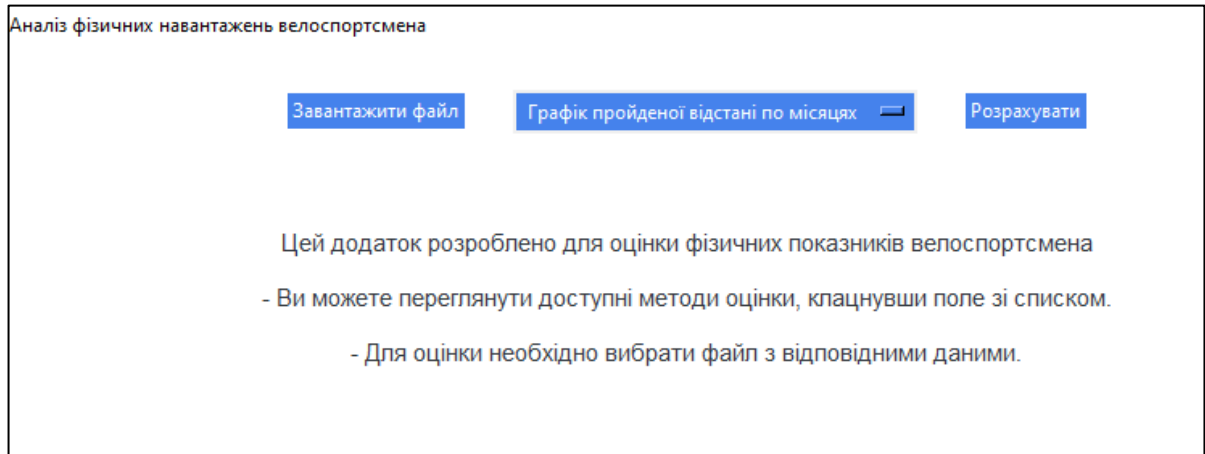 Аналіз фізичних навантажень велоспортсмена
Завантажити файл
Графік пройденої відстані по місяцях
Розрахувати
Цей додаток розроблено для оцінки фізичних показників велоспортсмена
- Ви можете переглянути доступні методи оцінки, клацнувши поле зі списком.
- Для оцінки необхідно вибрати файл з відповідними даними.